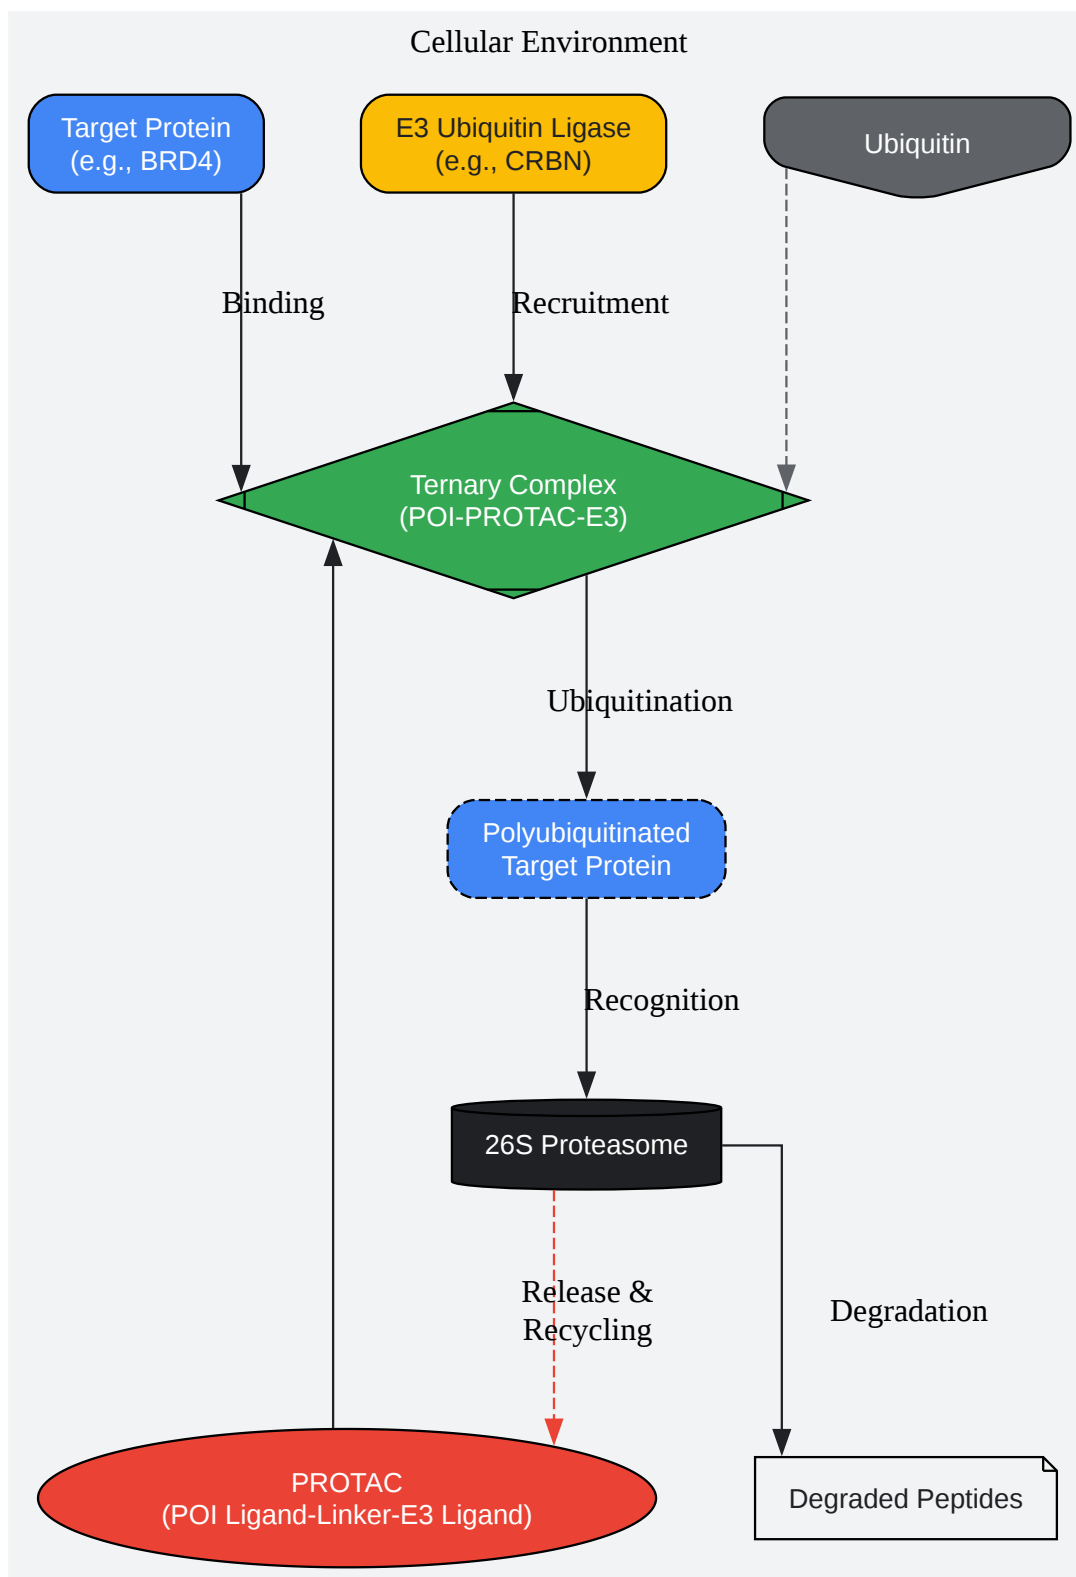 Cellular Environment
Target Protein
(e.g., BRD4)
E3 Ubiquitin Ligase
(e.g., CRBN)
Ubiquitin
Binding
Recruitment
Ternary Complex
(POI-PROTAC-E3)
Ubiquitination
Polyubiquitinated
Target Protein
Recognition
26S Proteasome
Release &
Recycling
Degradation
PROTAC
(POI Ligand-Linker-E3 Ligand)
Degraded Peptides